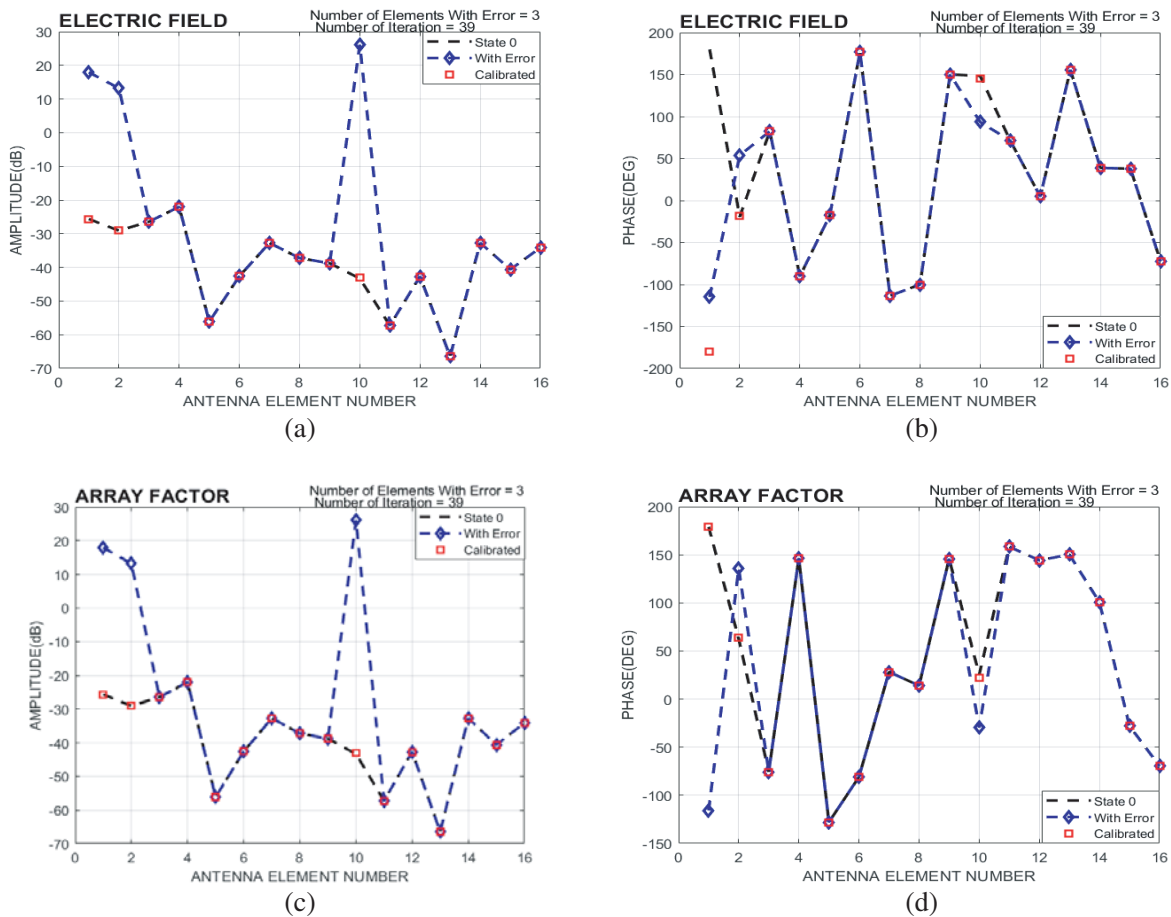 ELECTRIC FIELD
Number of Elements With Error = 3
Number of Iteration = 39
State 0
With Error
Calibrated
30
20
10
0
-10
-20
-30
-40
-50
-60
-70
AMPLITUDE(dB)
0 2 4 6 8 10 12 14 16
ANTENNA ELEMENT NUMBER
(a)
ELECTRIC FIELD
Number of Elements With Error = 3
Number of Iteration = 39
200
150
100
50
0
-50
-100
-150
-200
PHASE(DEG)
State 0
With Error
Calibrated
0 2 4 6 8 10 12 14 16
ANTENNA ELEMENT NUMBER
(b)
ARRAY FACTOR
Number of Elements With Error = 3
Number of Iteration = 39
State 0
With Error
Calibrated
30
20
10
0
-10
-20
-30
-40
-50
-60
-70
AMPLITUDE(dB)
0 2 4 6 8 10 12 14 16
ANTENNA ELEMENT NUMBER
(c)
ARRAY FACTOR
Number of Elements With Error = 3
Number of Iteration = 39
200
150
100
50
0
-50
-100
-150
PHASE(DEG)
State 0
With Error
Calibrated
0 2 4 6 8 10 12 14 16
ANTENNA ELEMENT NUMBER
(d)